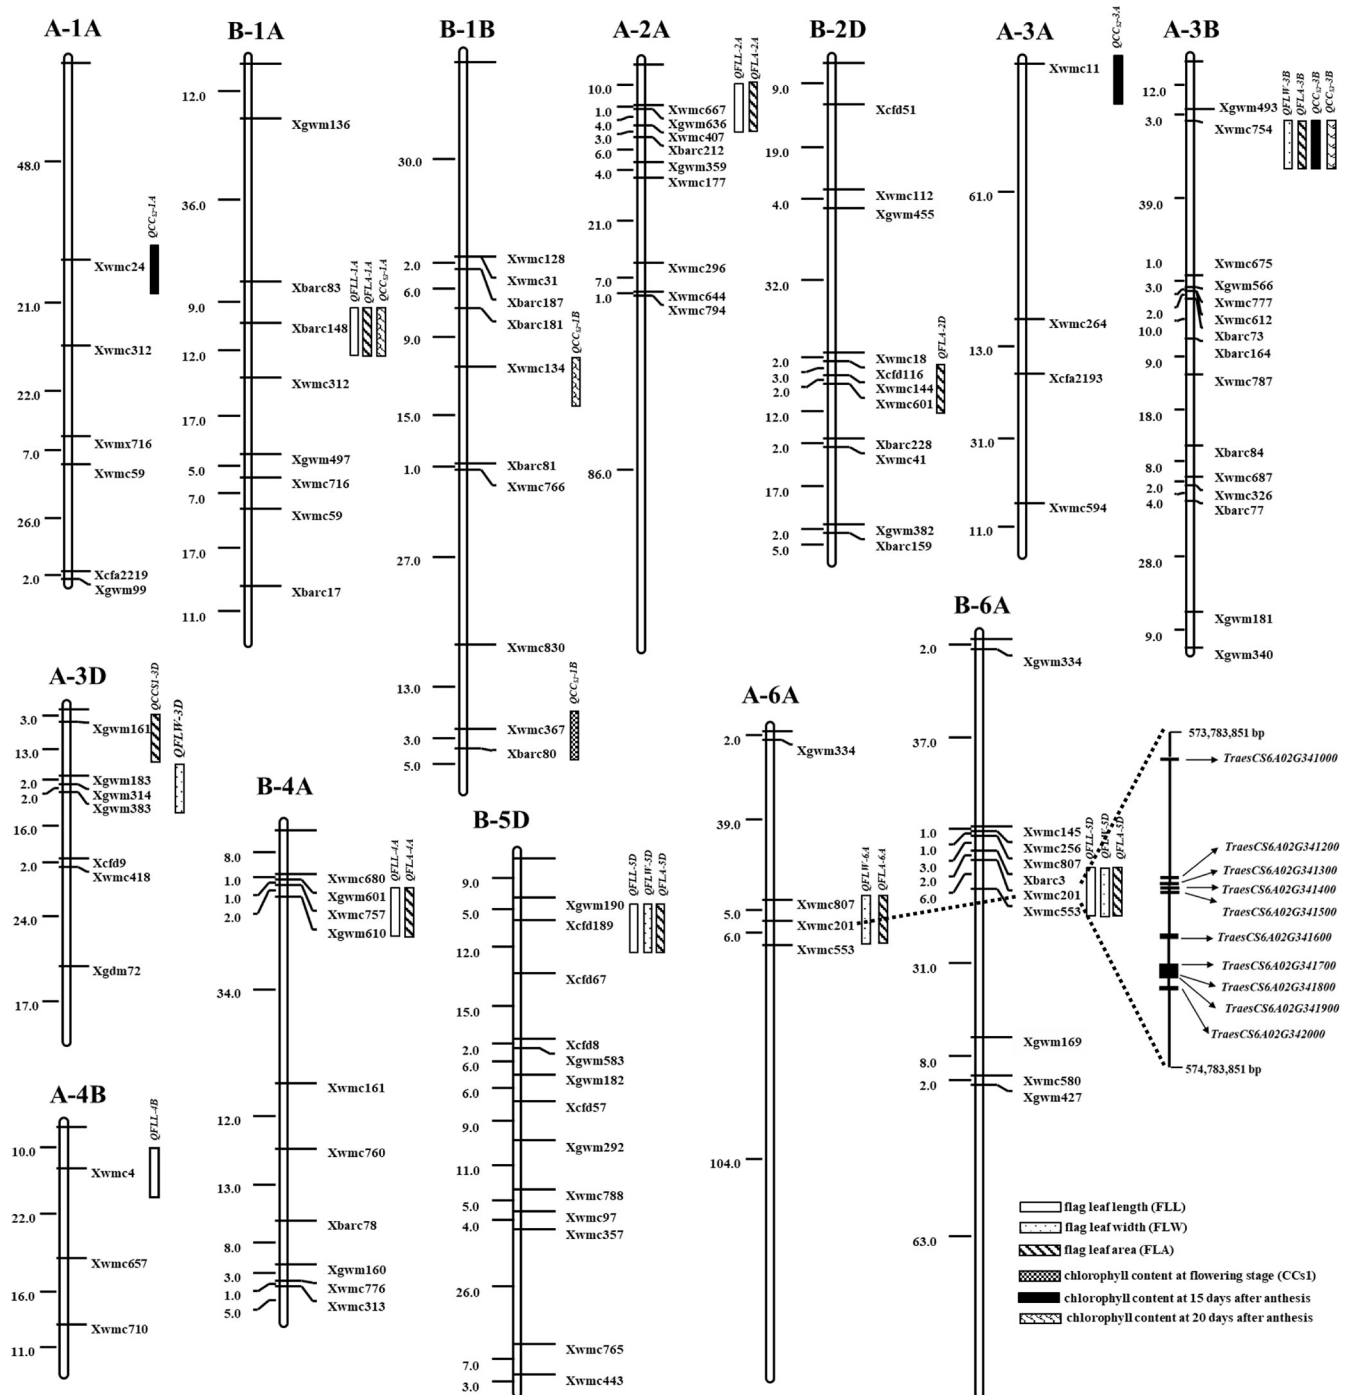 A-1A
48.0
Xwmc24
21.0
Xwmc312
22.0
Xwmx716
7.0
Xwmc59
26.0
Xcfa2219
2.0
Xgwm99
B-1A
12.0
Xgwm136
36.0
Xbarc83
9.0
Xbarc148
12.0
Xwmc312
17.0
Xgwm497
5.0
Xwmc716
7.0
Xwmc59
17.0
Xbarc17
11.0
QFLL-1A
QFLA-1A
B-1B
30.0
Xwmc128
2.0
Xwmc31
6.0
Xbarc187
Xbarc181
9.0
Xwmc134
15.0
Xbarc81
1.0
Xwmc766
27.0
Xwmc830
13.0
Xwmc367
3.0
Xbarc80
5.0
A-2A
10.0
1.0
Xwmc667
4.0
Xgwm636
3.0
Xwmc407
6.0
Xbarc212
4.0
Xgwm359
Xwmc177
21.0
Xwmc296
7.0
1.0
Xwmc644
Xwmc794
86.0
QFLL-2A
QFLA-2A
B-2D
9.0
Xcfd51
19.0
Xwmc112
4.0
Xgwm455
32.0
2.0
Xwmc18
3.0
Xcfd116
2.0
Xwmc144
12.0
Xwmc601
Xbarc228
2.0
Xwmc41
17.0
Xgwm382
2.0
Xbarc159
5.0
QFLA-2D
A-3A
Xwmc11
61.0
Xwmc264
13.0
Xcfa2193
31.0
Xwmc594
11.0
A-3B
12.0
Xgwm493
3.0
Xwmc754
39.0
1.0
Xwmc675
3.0
Xgwm566
Xwmc777
2.0
Xwmc612
10.0
Xbarc73
9.0
Xbarc164
Xwmc787
18.0
Xbarc84
8.0
Xwmc687
2.0
Xwmc326
4.0
Xbarc77
28.0
Xgwm181
9.0
Xgwm340
QFLW-3B
QFLA-3B
A-3D
3.0
Xgwm161
13.0
Xgwm183
2.0
Xgwm314
2.0
Xgwm383
16.0
Xcfd9
2.0
Xwmc418
24.0
Xgdm72
17.0
QCCS1-3D
QFLW-3D
A-4B
10.0
Xwmc4
22.0
Xwmc657
16.0
Xwmc710
11.0
QFLL-4B
B-4A
8.0
Xwmc680
1.0
Xgwm601
1.0
Xwmc757
2.0
Xgwm610
34.0
Xwmc161
12.0
Xwmc760
13.0
Xbarc78
8.0
Xgwm160
3.0
Xwmc776
1.0
Xwmc313
5.0
QFLL-4A
QFLA-4A
B-5D
9.0
Xgwm190
5.0
Xcfd189
12.0
Xcfd67
15.0
Xcfd8
2.0
Xgwm583
6.0
Xgwm182
6.0
Xcfd57
9.0
Xgwm292
11.0
Xwmc788
5.0
Xwmc97
4.0
Xwmc357
26.0
Xwmc765
7.0
Xwmc443
3.0
QFLL-5D
QFLW-5D
QFLA-5D
A-6A
2.0
Xgwm334
39.0
Xwmc807
5.0
Xwmc201
6.0
Xwmc553
104.0
QFLW-6A
QFLA-6A
B-6A
2.0
Xgwm334
37.0
1.0
Xwmc145
1.0
Xwmc256
3.0
Xwmc807
2.0
Xbarc3
6.0
Xwmc201
Xwmc553
31.0
Xgwm169
8.0
Xwmc580
2.0
Xgwm427
63.0
QFLL-5D
QFLW-5D
QFLA-5D
573,783,851 bp
TraesCS6A02G341000
TraesCS6A02G341200
TraesCS6A02G341300
TraesCS6A02G341400
TraesCS6A02G341500
TraesCS6A02G341600
TraesCS6A02G341700
TraesCS6A02G341800
TraesCS6A02G341900
TraesCS6A02G342000
574,783,851 bp
flag leaf length (FLL)
flag leaf width (FLW)
flag leaf area (FLA)
chlorophyll content at flowering stage (CCs1)
chlorophyll content at 15 days after anthesis
chlorophyll content at 20 days after anthesis